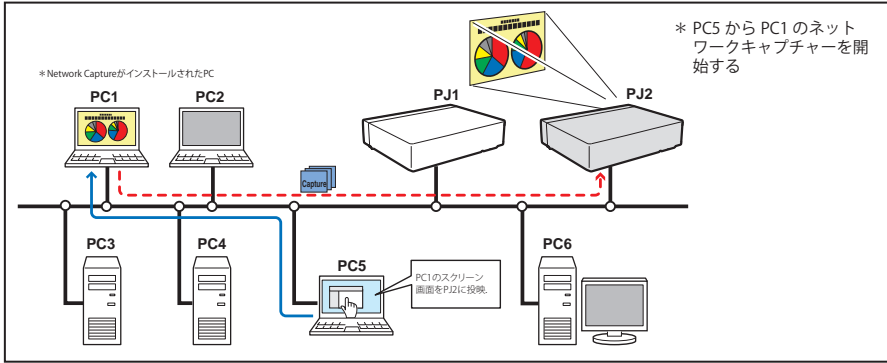 ＊ PC5 から PC1 のネット
ワークキャプチャーを開
始する
＊Network CaptureがインストールされたPC
PC1
PC2
PJ1
PJ2
Capture
PC3
PC4
PC5
PC6
PC1のスクリーン
画面をPJ2に投映.